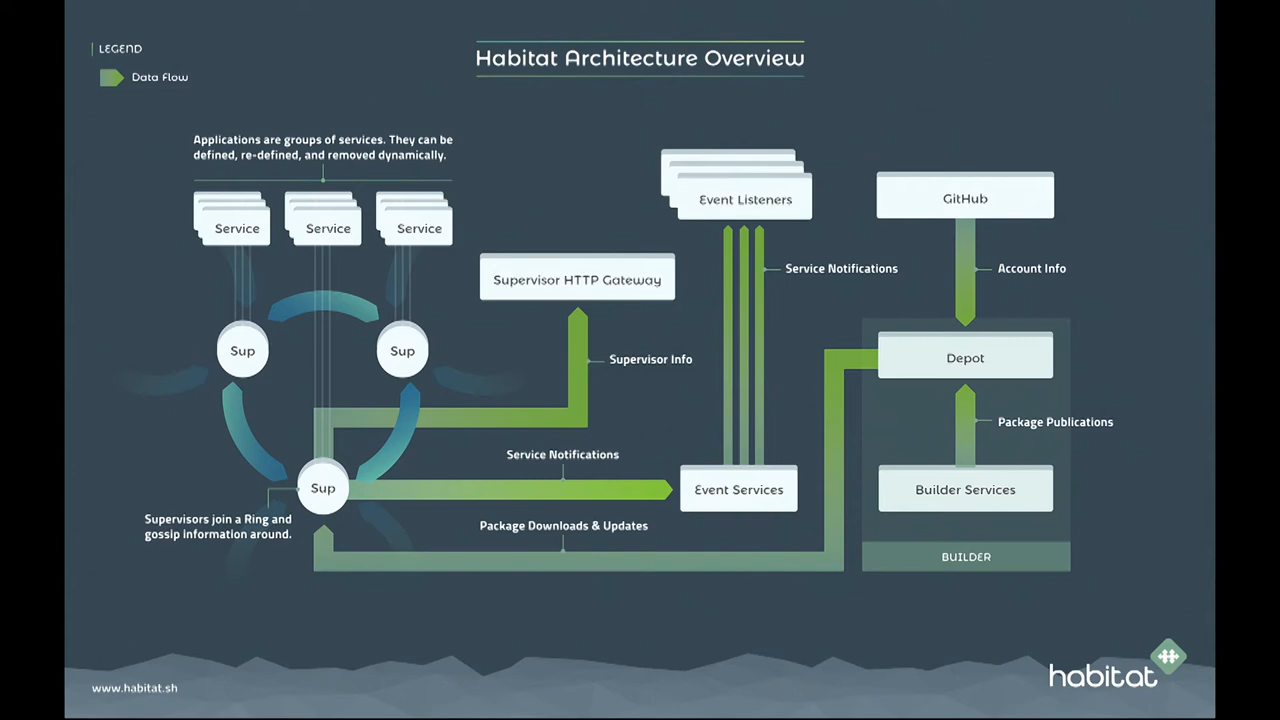 LEGEND
Data Flow
Habitat Architecture Overview
Applications are groups of services. They can be
defined, re-defined, and removed dynamically.
Service
Service
Service
Event Listeners
GitHub
Supervisor HTTP Gateway
Service Notifications
Account Info
Sup
Sup
Supervisor Info
Depot
Package Publications
Service Notifications
Sup
Event Services
Builder Services
Supervisors join a Ring and
gossip information around.
Package Downloads & Updates
BUILDER
www.habitat.sh
habitat